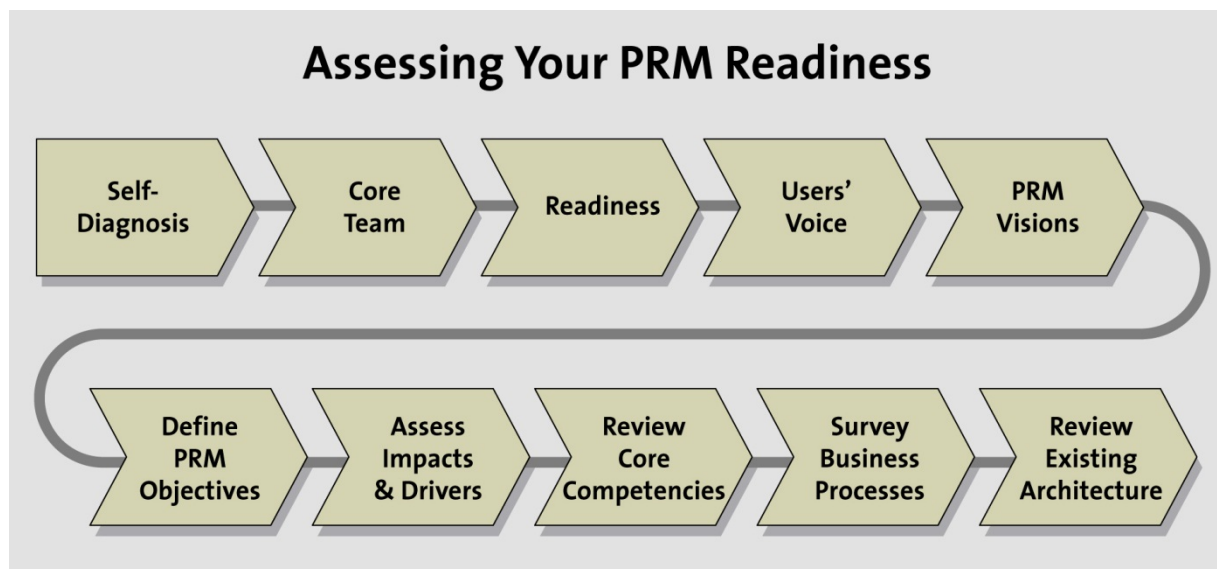 Assessing Your PRM Readiness
Self-
Diagnosis
Core
Team
Readiness
Users’
Voice
PRM
Visions
Define
PRM
Objectives
Assess
Impacts
& Drivers
Review
Core
Competencies
Survey
Business
Processes
Review
Existing
Architecture